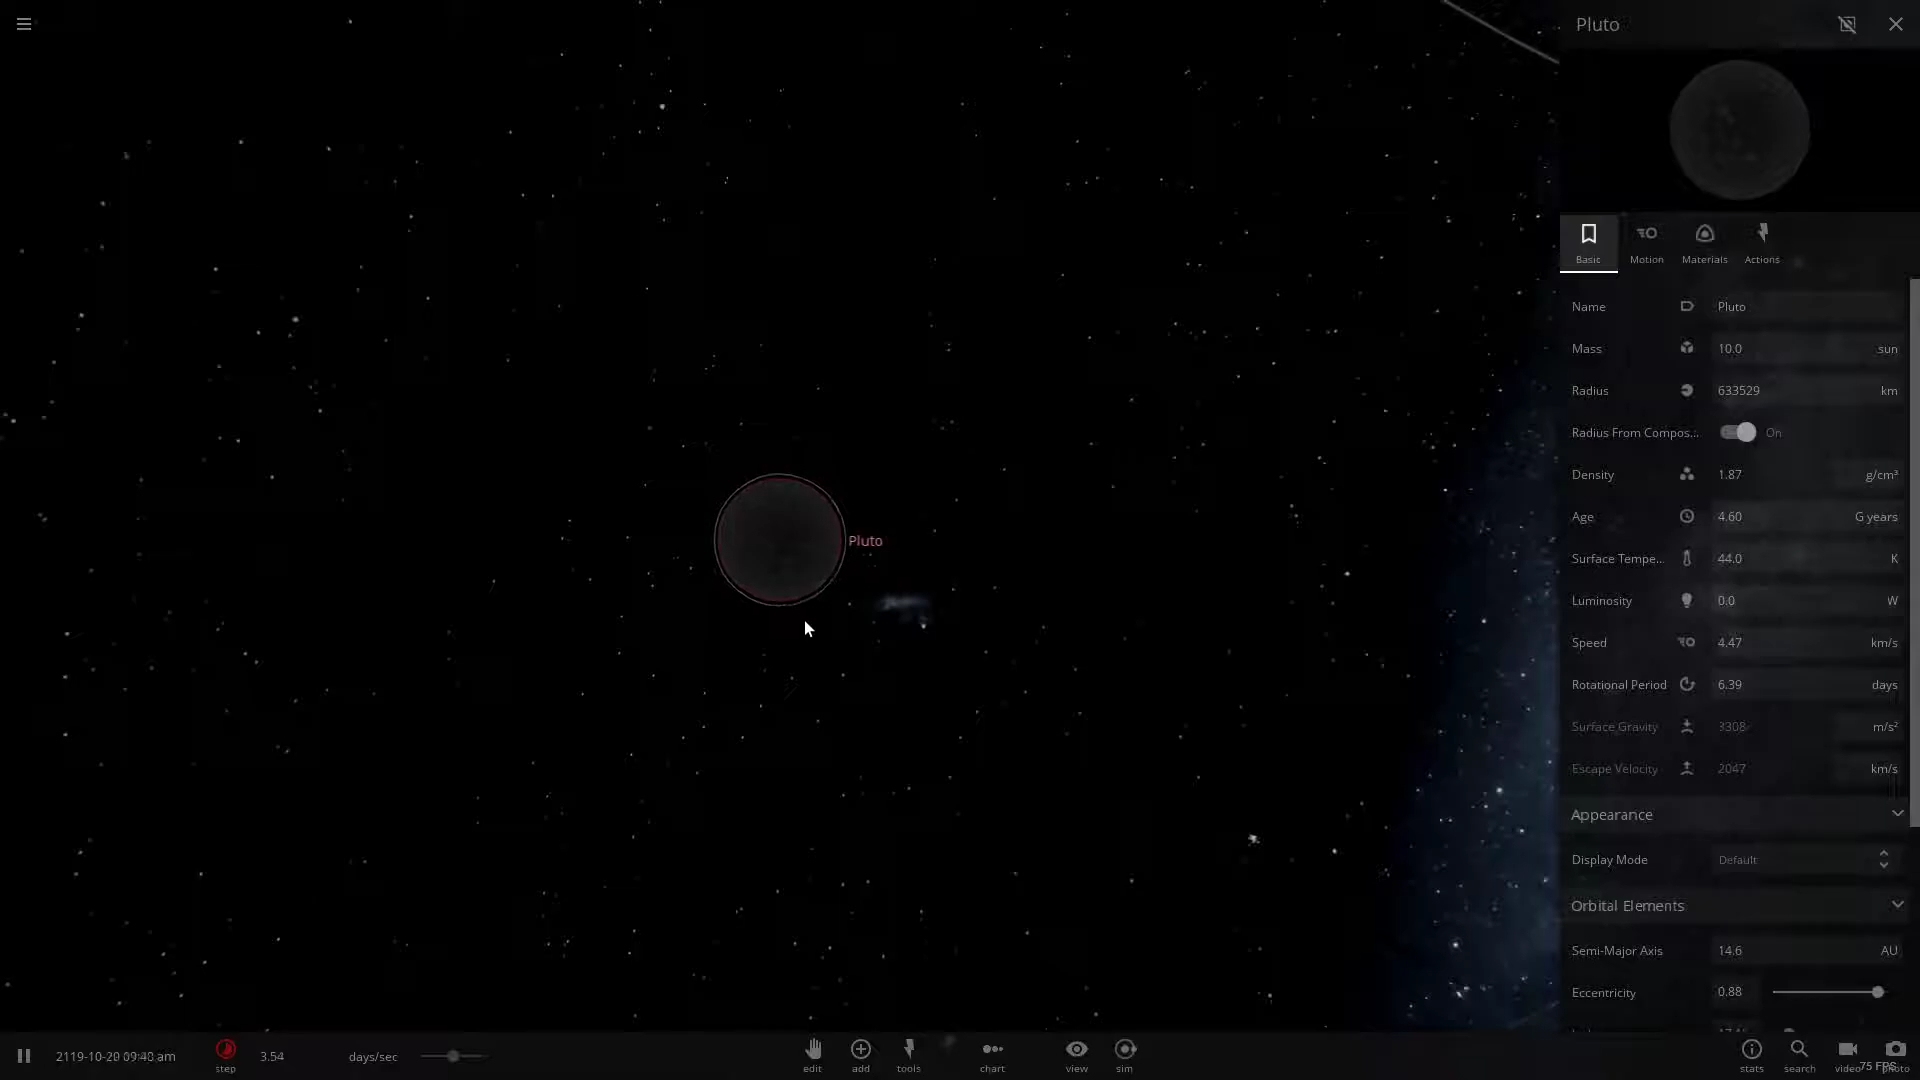 Pluto
Basic Motion Materials Actions
Name Pluto
Mass 10.0 sun
Radius 633529 km
Radius From Compos... On
Density 1.87 g/cm³
Age 4.60 G years
Surface Tempe... 44.0 K
Luminosity 0.0 W
Pluto
Speed 4.47 km/s
Rotational Period 6.39 days
Surface Gravity 3308 m/s²
Escape Velocity 2047 km/s
Appearance
Display Mode Default
Orbital Elements
Semi-Major Axis 14.6 AU
Eccentricity 0.88
2119-10-20 am
step
3.54 days/sec
edit add tools chart view sim
stats search video photo
75 FPS